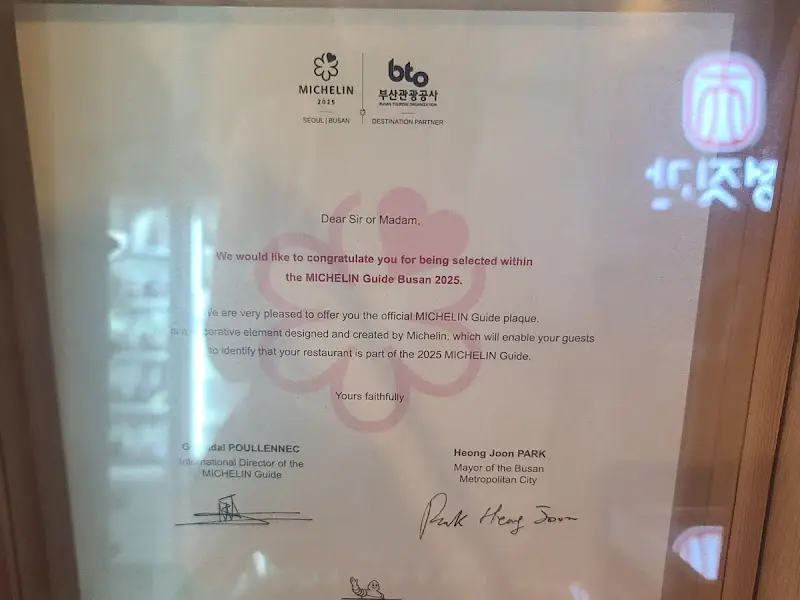 MICHELIN
2025
SEOUL | BUSAN
bto
부산관광공사
BUSAN TOURISM ORGANIZATION
DESTINATION PARTNER
Dear Sir or Madam,
We would like to congratulate you for being selected within
the MICHELIN Guide Busan 2025.
We are very pleased to offer you the official MICHELIN Guide plaque.
element designed and created by Michelin, which will enable your guests
to identify that your restaurant is part of the 2025 MICHELIN Guide.
Yours faithfully
POULLENNEC
International Director of the
MICHELIN Guide
Heong Joon PARK
Mayor of the Busan
Metropolitan City
Park Heong Joon